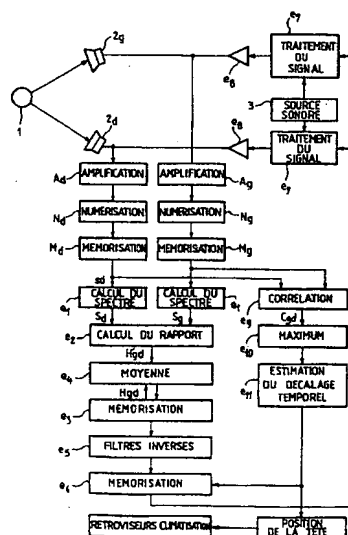 2g
e7
TRAITEMENT
DU
SIGNAL
e6
1
3
SOURCE
SONORE
2d
e8
TRAITEMENT
DU
SIGNAL
e7
AMPLIFICATION
Ad
AMPLIFICATION
Ag
NUMERISATION
Nd
NUMERISATION
Ng
MEMORISATION
Md
MEMORISATION
Mg
sd
CALCUL DU
SPECTRE
e1
CALCUL DU
SPECTRE
e1
CORRELATION
e9
Sd
Sg
Cgd
CALCUL DU RAPPORT
e2
MAXIMUM
e10
Hgd
MOYENNE
e4
ESTIMATION
DU DECALAGE
TEMPOREL
e11
Hgd
MEMORISATION
e3
FILTRES INVERSES
e5
MEMORISATION
e6
RETROVISEURS CLIMATISATION
POSITION
DE LA TÊTE